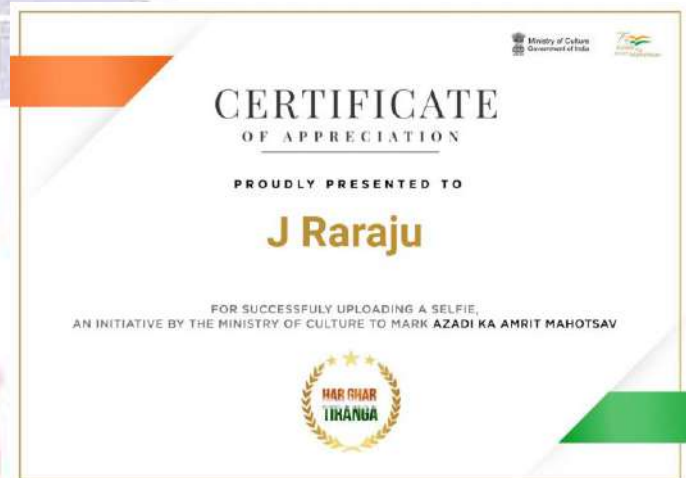 Ministry of Culture
Government of India
CERTIFICATE
OF APPRECIATION
PROUDLY PRESENTED TO
J Raraju
FOR SUCCESSFULY UPLOADING A SELFIE,
AN INITIATIVE BY THE MINISTRY OF CULTURE TO MARK AZADI KA AMRIT MAHOTSAV
HAR GHAR
TIRANGA